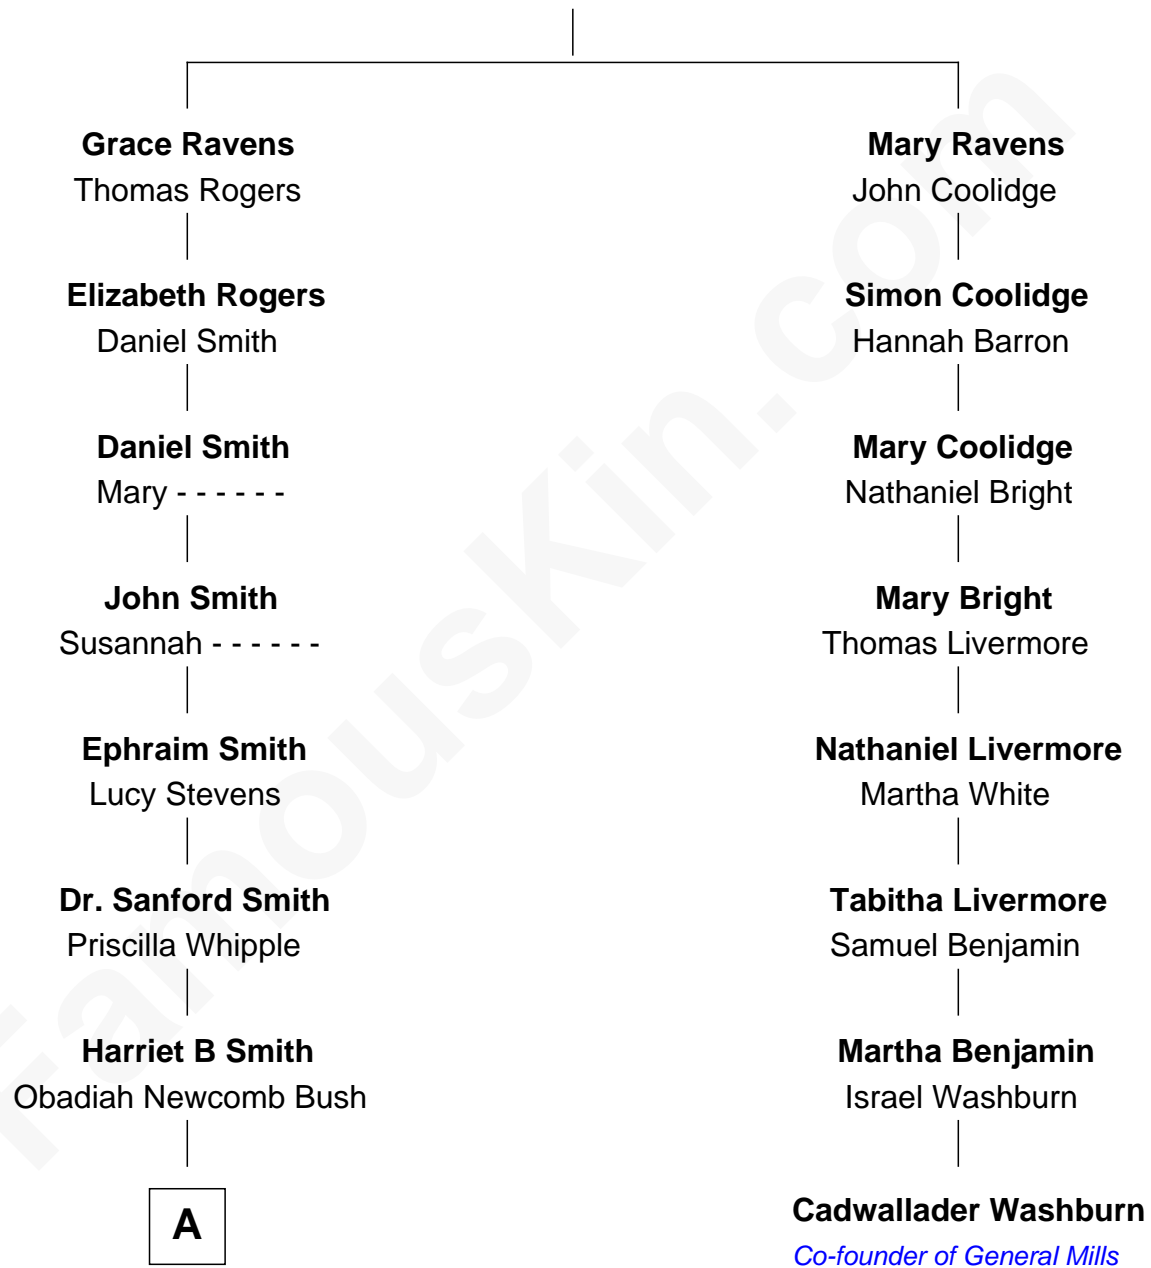 Grace Ravens
Thomas Rogers
Mary Ravens
John Coolidge
Elizabeth Rogers
Daniel Smith
Simon Coolidge
Hannah Barron
Daniel Smith
Mary - - - - - -
Mary Coolidge
Nathaniel Bright
John Smith
Susannah - - - - - -
Mary Bright
Thomas Livermore
Ephraim Smith
Lucy Stevens
Nathaniel Livermore
Martha White
Dr. Sanford Smith
Priscilla Whipple
Tabitha Livermore
Samuel Benjamin
Harriet B Smith
Obadiah Newcomb Bush
Martha Benjamin
Israel Washburn
A
Cadwallader Washburn
Co-founder of General Mills
FamousKin.com